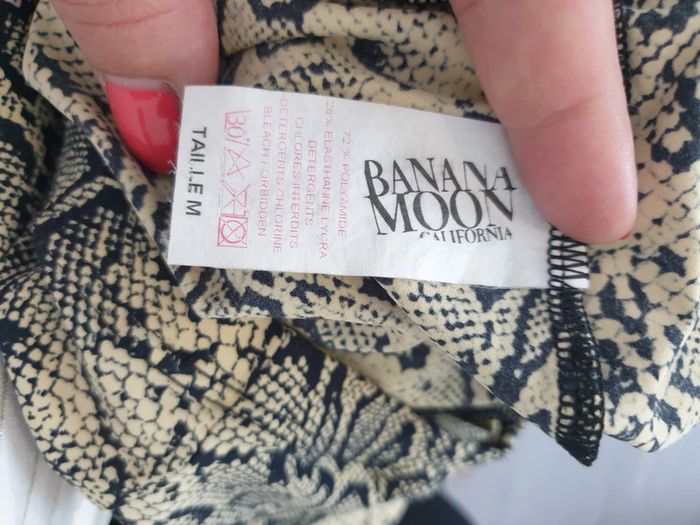 BANANA
MOON
CALIFORNIA
72 % POLYAMIDE
28% ELASTHANNE LYCRA
DETERGENTS
CHLORES INTERDITS
DETERGENTS CHLORINE
BLEACH FORBIDDEN
30°
TAILLE M